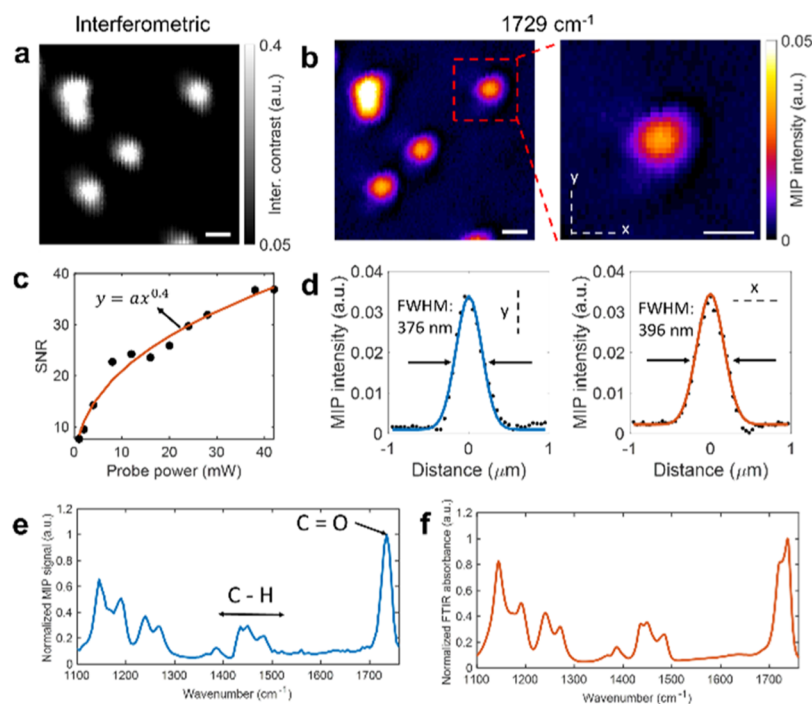 Interferometric
1729 cm⁻¹
a
0.4
Inter. contrast (a.u.)
0.05
b
y
x
0.05
MIP intensity (a.u.)
0
c
40
30
20
10
SNR
y = ax^0.4
0
10
20
30
40
Probe power (mW)
d
0.04
0.03
0.02
0.01
0
MIP intensity (a.u.)
FWHM:
376 nm
y
-1
0
1
Distance (μm)
0.04
0.03
0.02
0.01
0
MIP intensity (a.u.)
FWHM:
396 nm
x
-1
0
1
Distance (μm)
e
1.2
1
0.8
0.6
0.4
0.2
0
Normalized MIP signal (a.u.)
C = O
C - H
1100
1200
1300
1400
1500
1600
1700
Wavenumber (cm⁻¹)
f
1.2
1
0.8
0.6
0.4
0.2
0
Normalized FTIR absorbance (a.u.)
1100
1200
1300
1400
1500
1600
1700
Wavenumber (cm⁻¹)